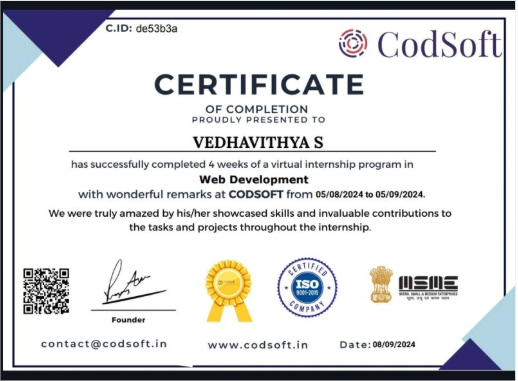 C.ID: de53b3a
CodSoft
CERTIFICATE
OF COMPLETION
PROUDLY PRESENTED TO
VEDHAVITHYA S
has successfully completed 4 weeks of a virtual internship program in
Web Development
with wonderful remarks at CODSOFT from 05/08/2024 to 05/09/2024.
We were truly amazed by his/her showcased skills and invaluable contributions to
the tasks and projects throughout the internship.
CERTIFIED
ISO
9001:2015
COMPANY
MSME
MICRO, SMALL & MEDIUM ENTERPRISES
Founder
contact@codsoft.in
www.codsoft.in
Date: 08/09/2024